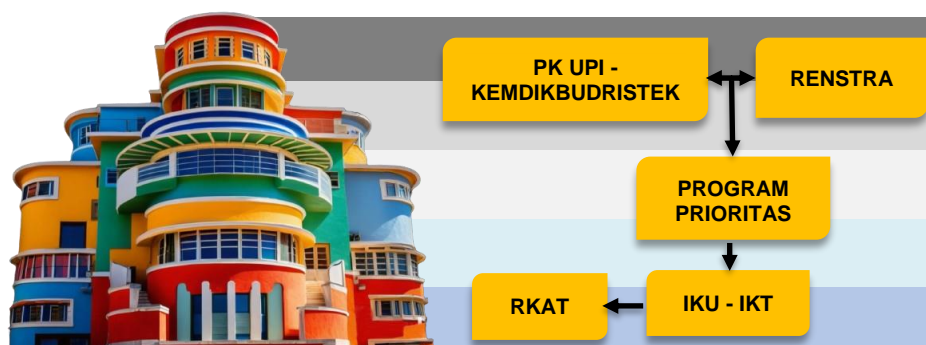 PK UPI -
KEMDIKBUDRISTEK
RENSTRA
PROGRAM
PRIORITAS
RKAT
IKU - IKT